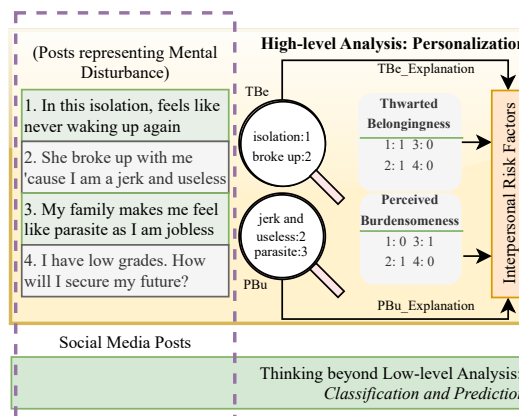 (Posts representing Mental
Disturbance)
1. In this isolation, feels like
never waking up again
2. She broke up with me
'cause I am a jerk and useless
3. My family makes me feel
like parasite as I am jobless
4. I have low grades. How
will I secure my future?
Social Media Posts
High-level Analysis: Personalization
TBe_Explanation
TBe
isolation:1
broke up:2
jerk and
useless:2
parasite:3
PBu
Thwarted
Belongingness
1: 1 3: 0
2: 1 4: 0
Perceived
Burdensomeness
1: 0 3: 1
2: 1 4: 0
PBu_Explanation
Interpersonal Risk Factors
Thinking beyond Low-level Analysis:
Classification and Prediction